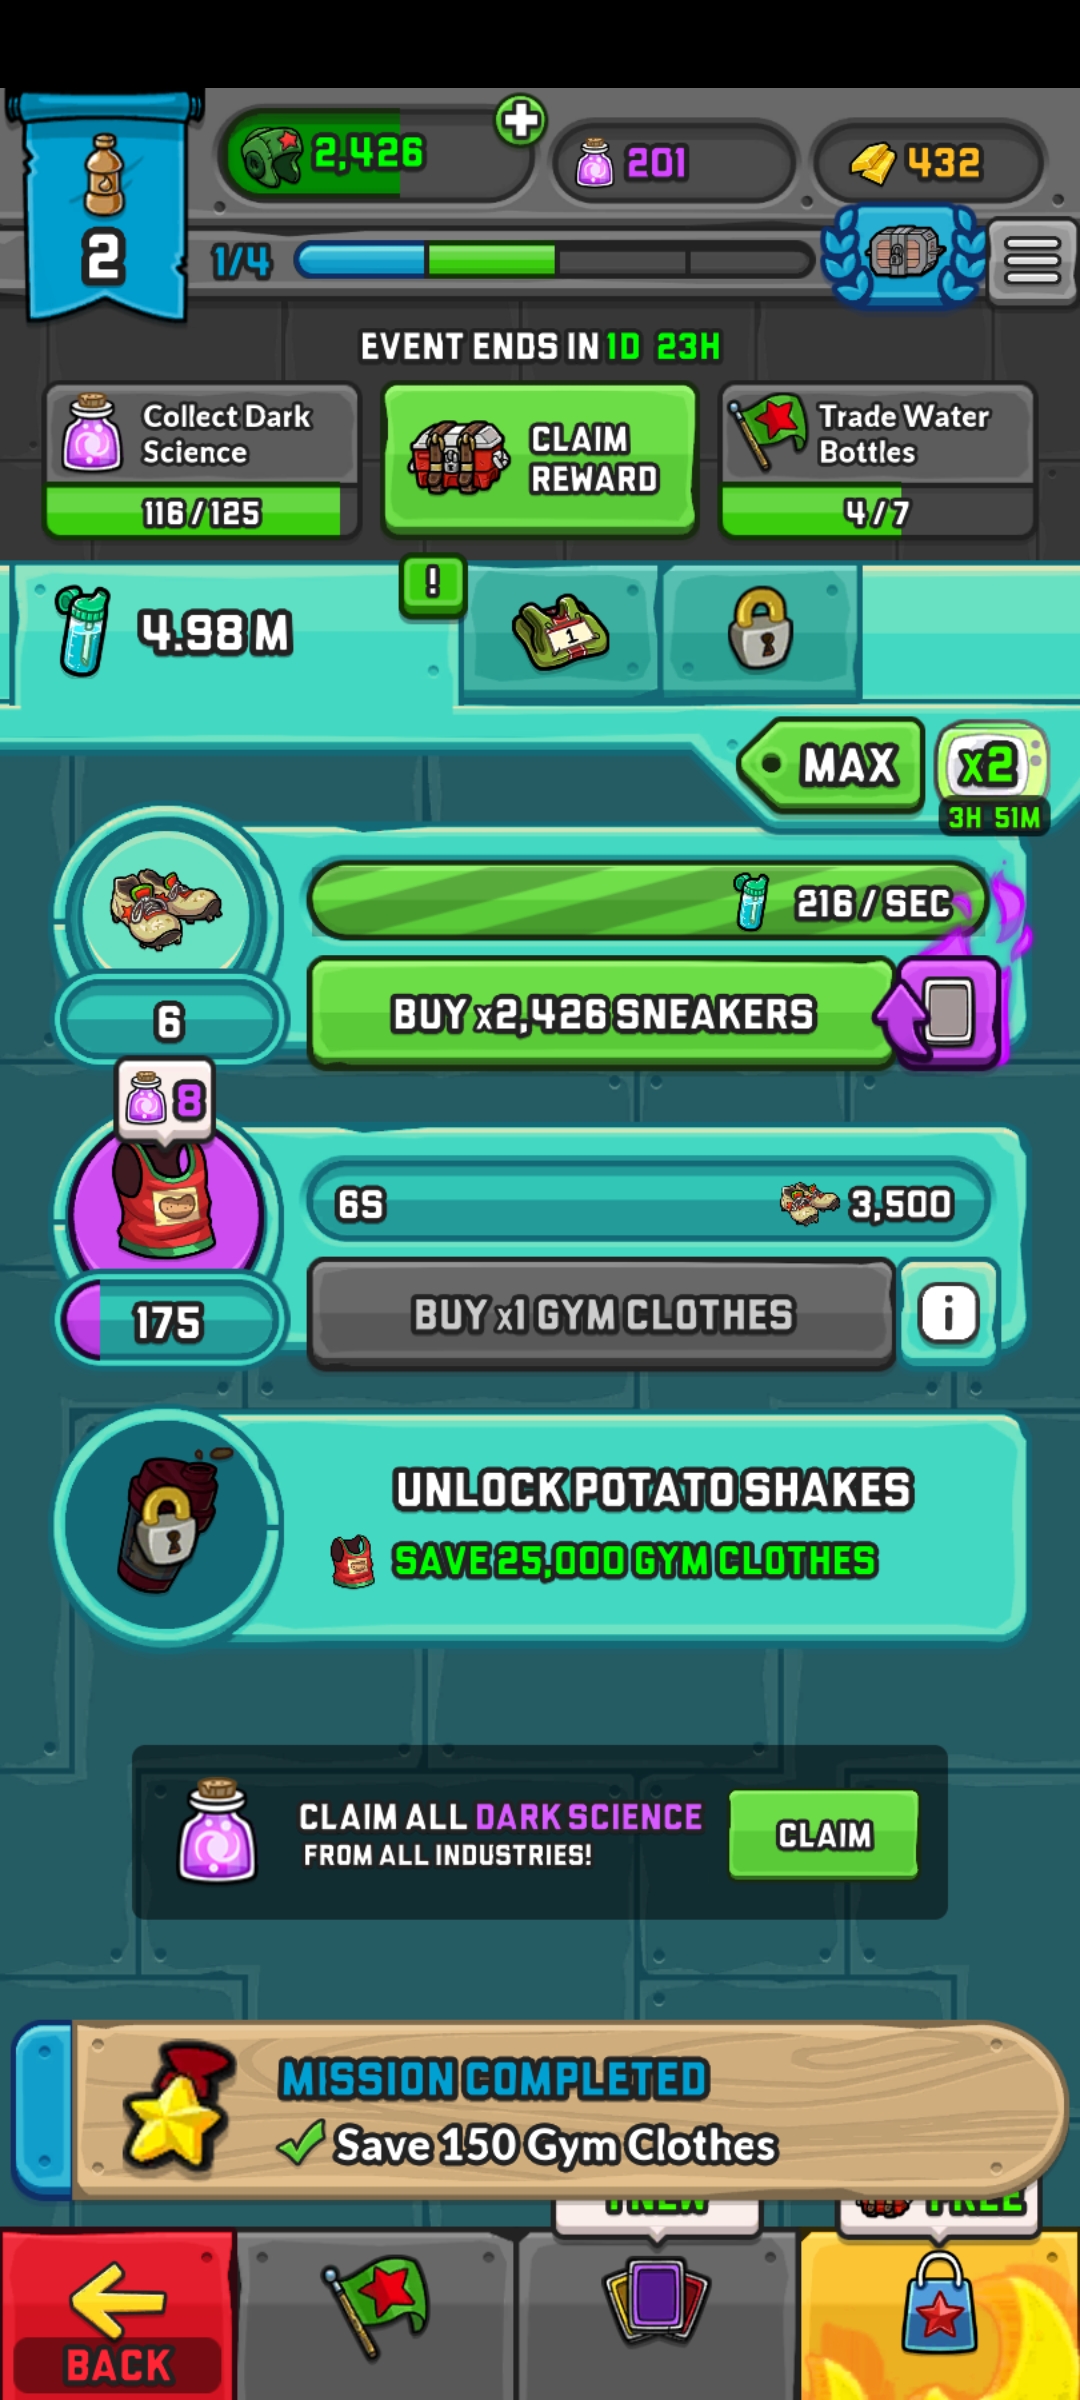 2,426
201
432
2
1/4
EVENT ENDS IN 1D 23H
Collect Dark
Science
116/125
CLAIM
REWARD
Trade Water
Bottles
4/7
4.98 M
!
1
MAX
x2
3H 51M
216 / SEC
6
BUY x2,426 SNEAKERS
8
6S
3,500
175
BUY x1 GYM CLOTHES
i
UNLOCK POTATO SHAKES
SAVE 25,000 GYM CLOTHES
CLAIM ALL DARK SCIENCE
FROM ALL INDUSTRIES!
CLAIM
MISSION COMPLETED
Save 150 Gym Clothes
FREE
BACK